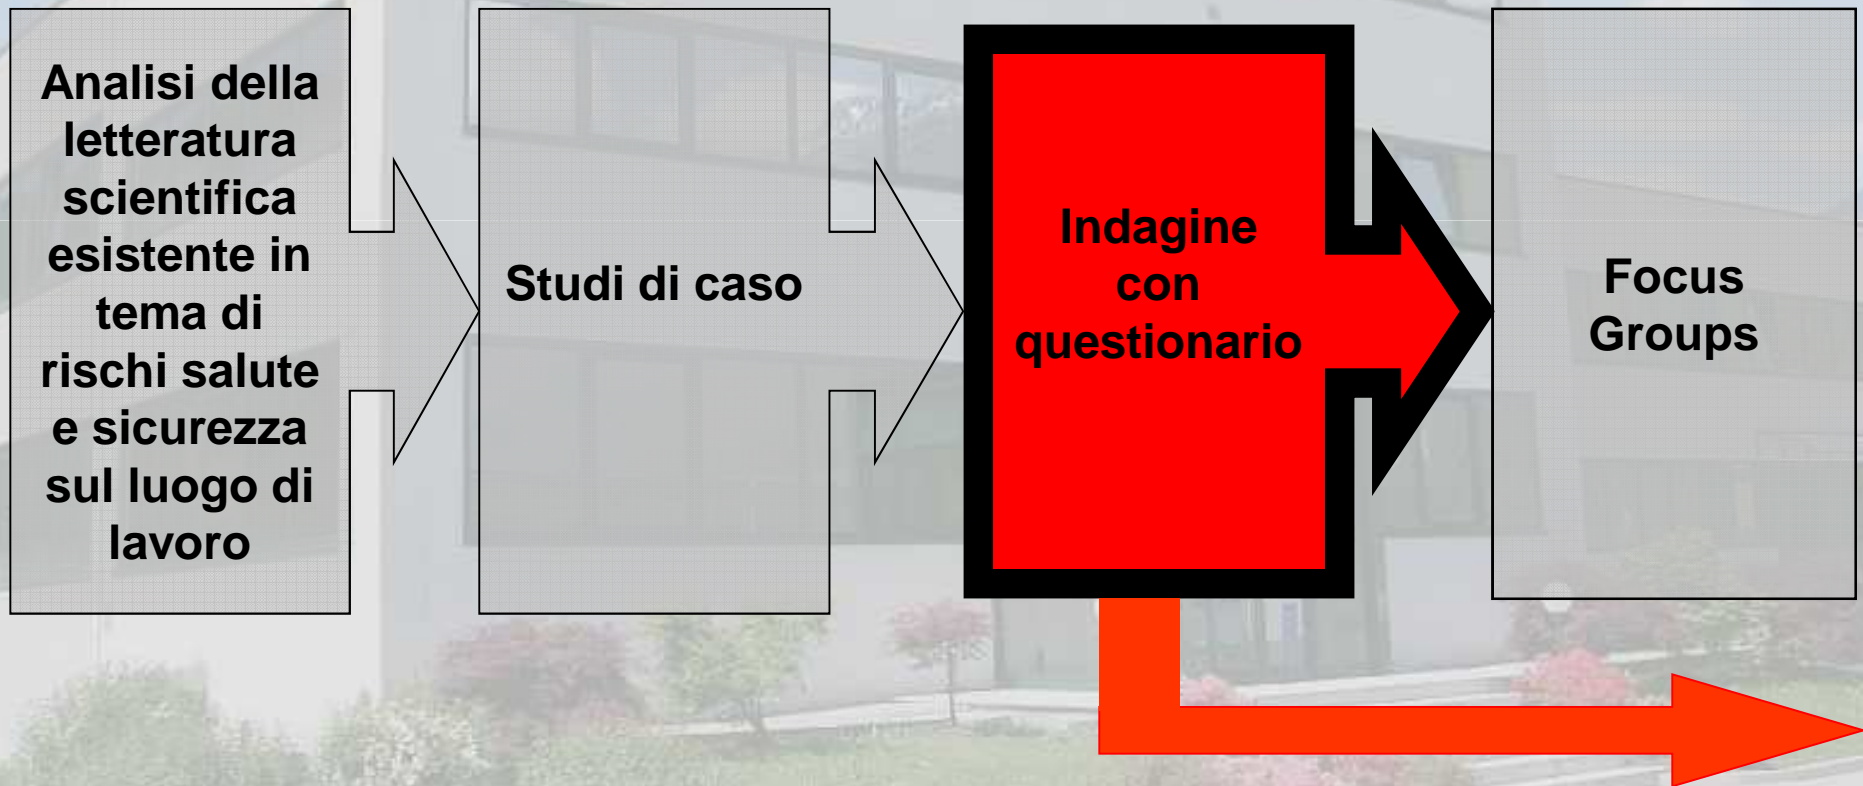 Analisi della
letteratura
scientifica
esistente in
tema di
rischi salute
e sicurezza
sul luogo di
lavoro
Studi di caso
Indagine
con
questionario
Focus
Groups